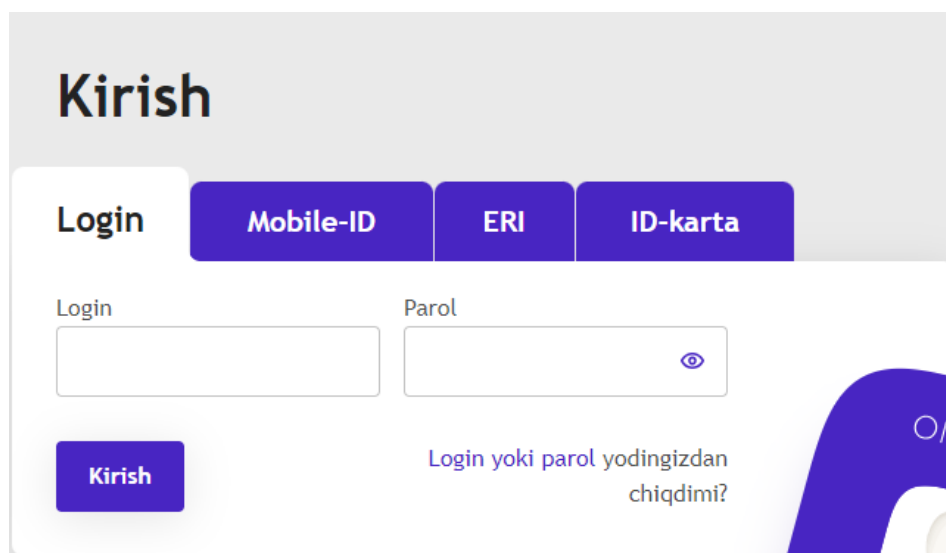 Kirish
Login
Mobile-ID
ERI
ID-karta
Login
Parol
Kirish
Login yoki parol yodingizdan
chiqdimi?